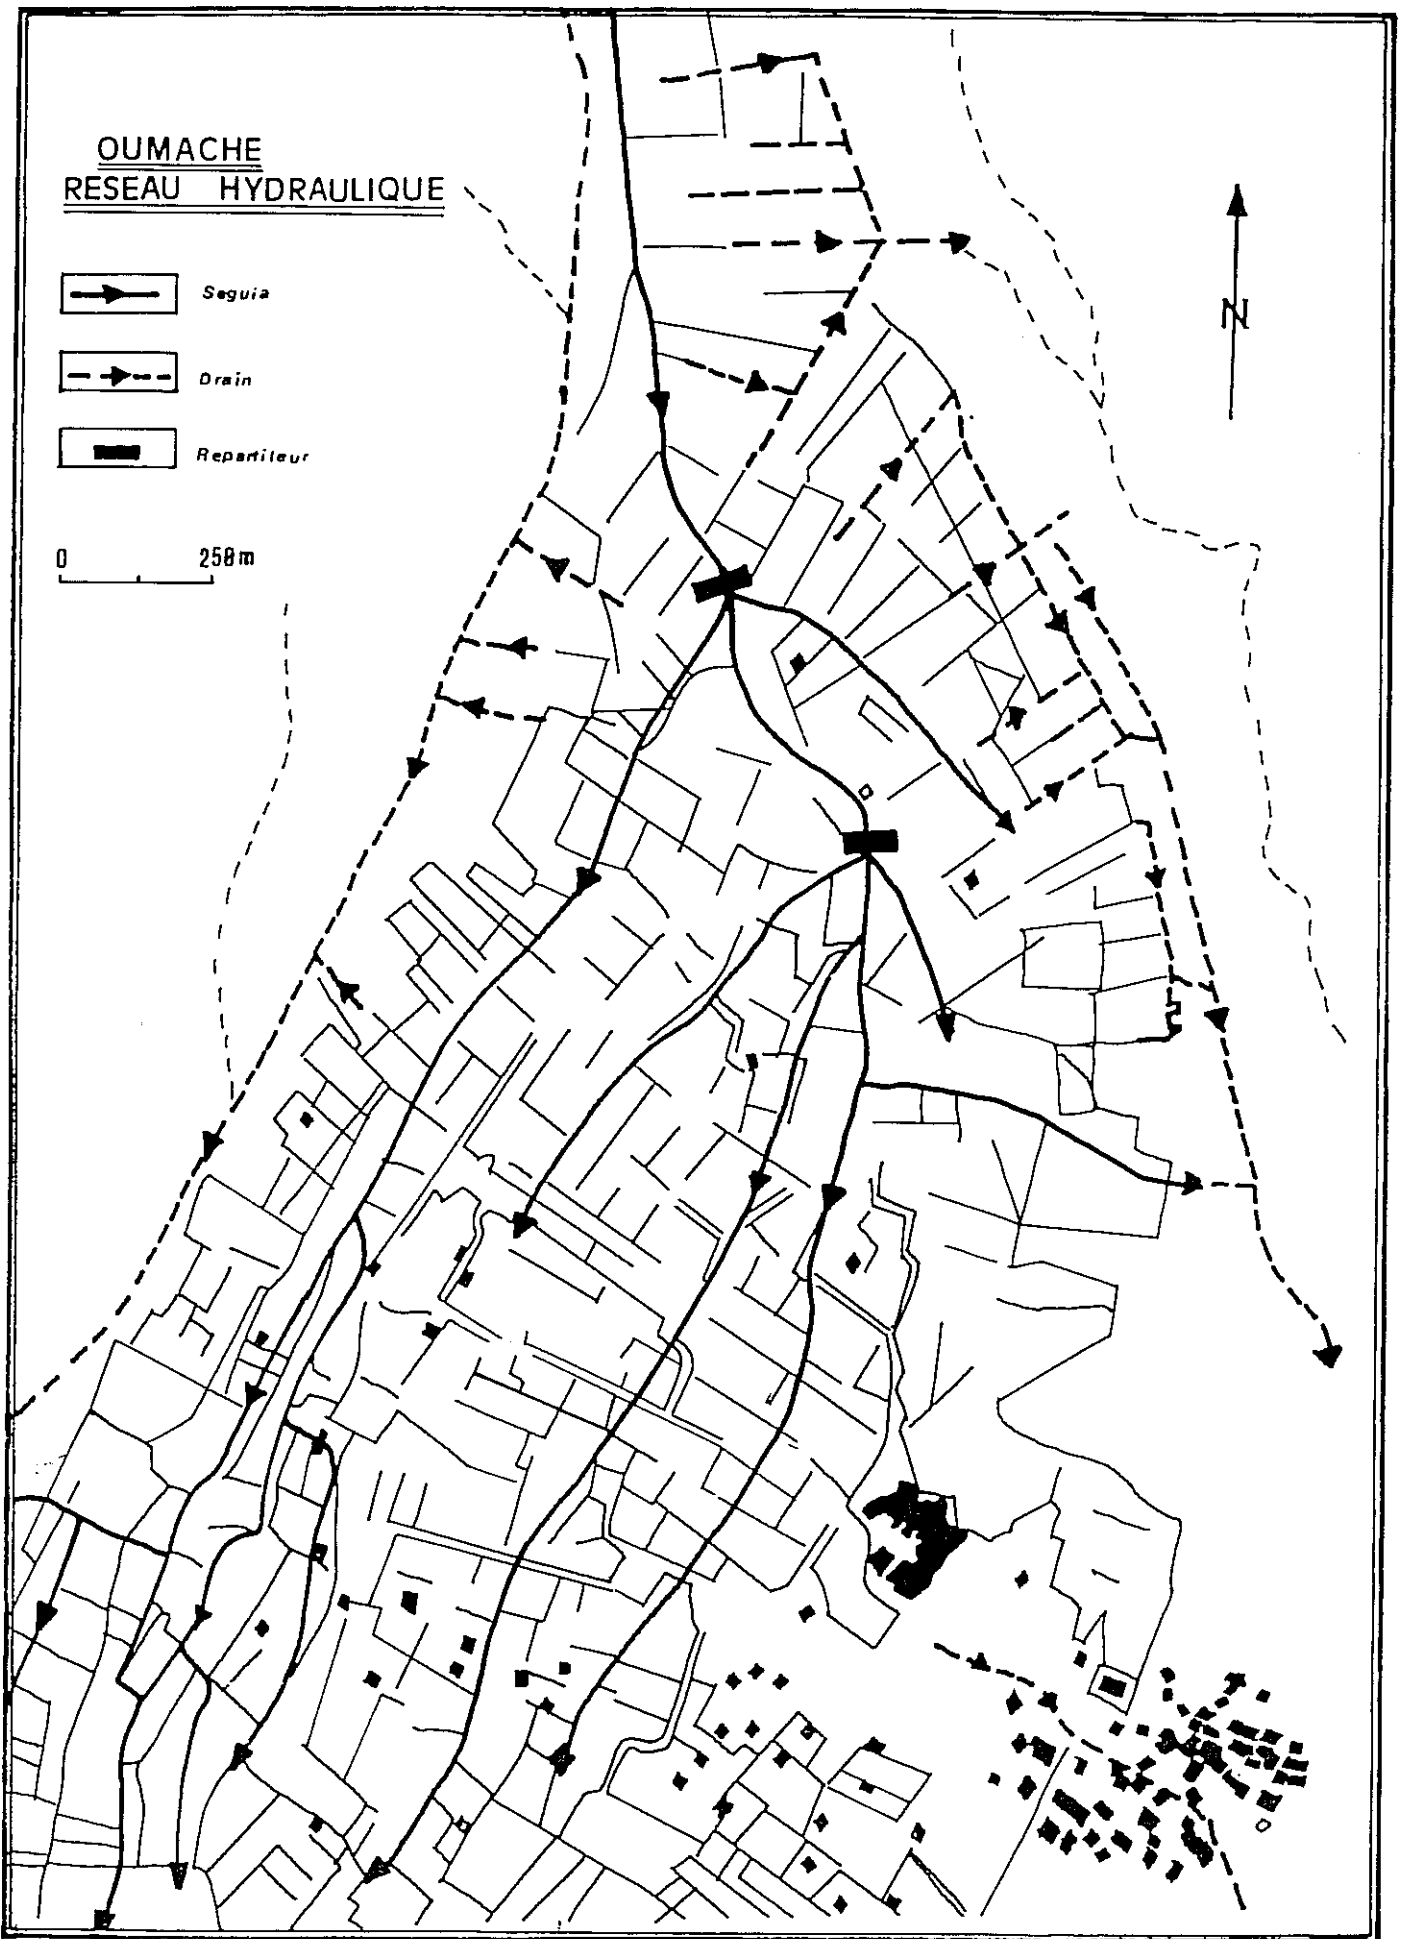 OUMACHE
RESEAU HYDRAULIQUE
Seguia
Drain
Repartiteur
0 250m
N